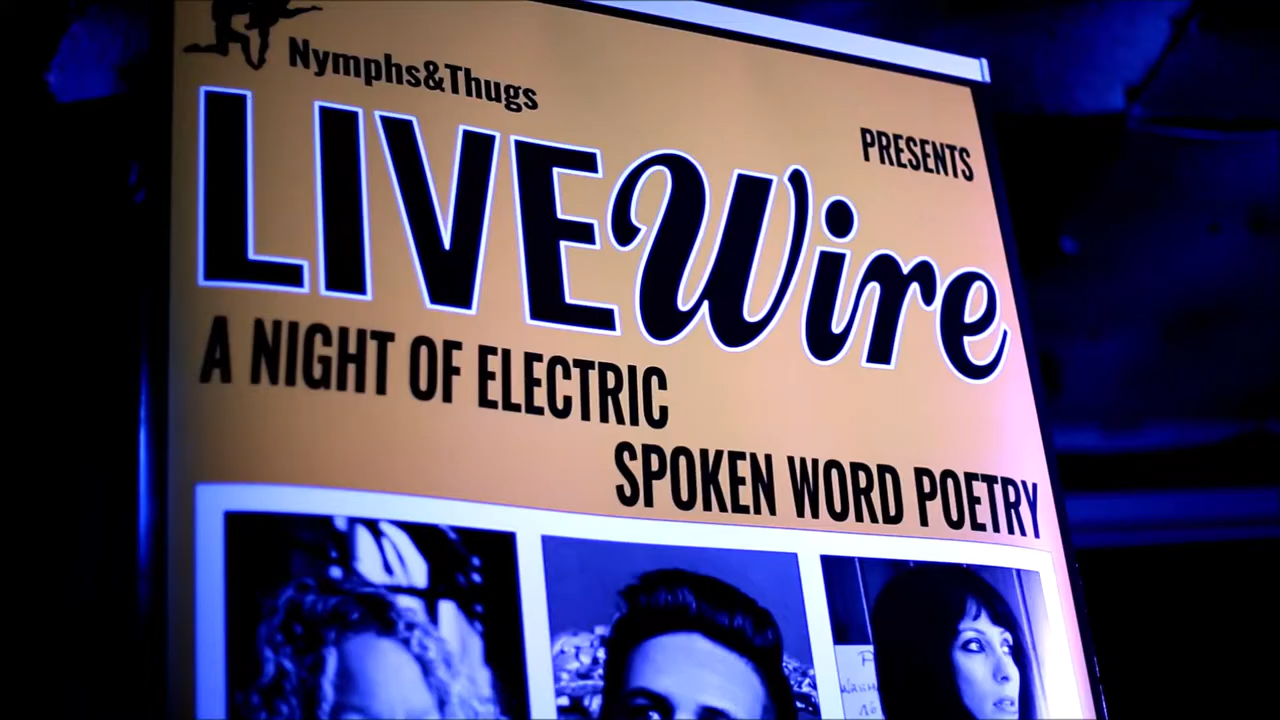 Nymphs&Thugs
PRESENTS
LIVEWire
A NIGHT OF ELECTRIC
SPOKEN WORD POETRY